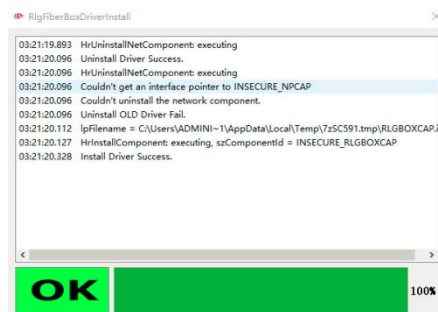 RlgFiberBoxDriverInstall
03:21:19.893 HrUninstallNetComponent: executing
03:21:20.096 Uninstall Driver Success.
03:21:20.096 HrUninstallNetComponent: executing
03:21:20.096 Couldn't get an interface pointer to INSECURE_NPCAP
03:21:20.096 Couldn't uninstall the network component.
03:21:20.096 Uninstall OLD Driver Fail.
03:21:20.112 lpFilename = C:\Users\ADMINI~1\AppData\Local\Temp\7zSC591.tmp\RLGBOXCAP.i
03:21:20.127 HrInstallComponent: executing, szComponentId = INSECURE_RLGBOXCAP
03:21:20.328 Install Driver Success.
OK
100%